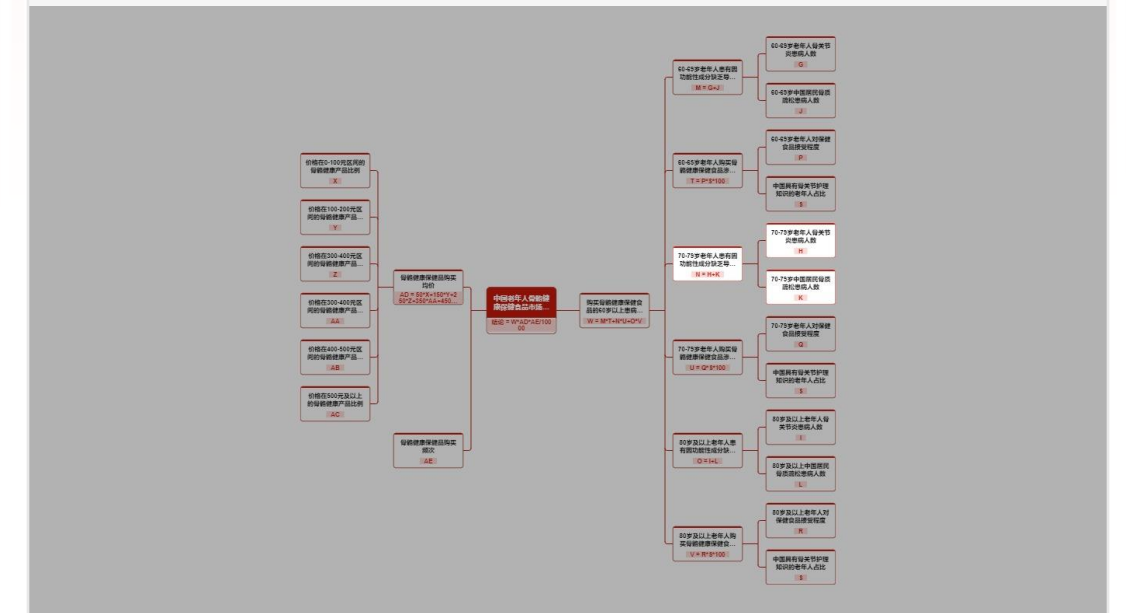 价格在0-100元区间的
骨骼健康产品比例
X
价格在100-200元区
间的骨骼健康产品...
Y
价格在300-400元区
间的骨骼健康产品...
Z
价格在300-400元区
间的骨骼健康产品...
AA
价格在400-500元区
间的骨骼健康产品...
AB
价格在500元及以上
的骨骼健康产品比例
AC
骨骼健康保健品购买
均价
AD = 50*X+150*Y+2
50*Z+350*AA+450...
骨骼健康保健品购买
频次
AE
中国老年人骨骼健
康保健食品市场...
结论 = W*AD*AE/100
00
购买骨骼健康保健食
品的60岁以上患病...
W = M*T+N*U+O*V
60-69岁老年人患有因
功能性成分缺乏导...
M = G+J
60-69岁老年人骨关节
炎患病人数
G
60-69岁中国居民骨质
疏松患病人数
J
60-69岁老年人购买骨
骼健康保健食品渗...
T = P*S*100
60-69岁老年人对保健
食品接受程度
P
中国具有骨关节护理
知识的老年人占比
S
70-79岁老年人患有因
功能性成分缺乏导...
N = H+K
70-79岁老年人骨关节
炎患病人数
H
70-79岁中国居民骨质
疏松患病人数
K
70-79岁老年人购买骨
骼健康保健食品渗...
U = Q*S*100
70-79岁老年人对保健
食品接受程度
Q
中国具有骨关节护理
知识的老年人占比
S
80岁及以上老年人患
有因功能性成分缺...
O = I+L
80岁及以上老年人骨
关节炎患病人数
I
80岁及以上中国居民
骨质疏松患病人数
L
80岁及以上老年人购
买骨骼健康保健食...
V = R*S*100
80岁及以上老年人对
保健食品接受程度
R
中国具有骨关节护理
知识的老年人占比
S